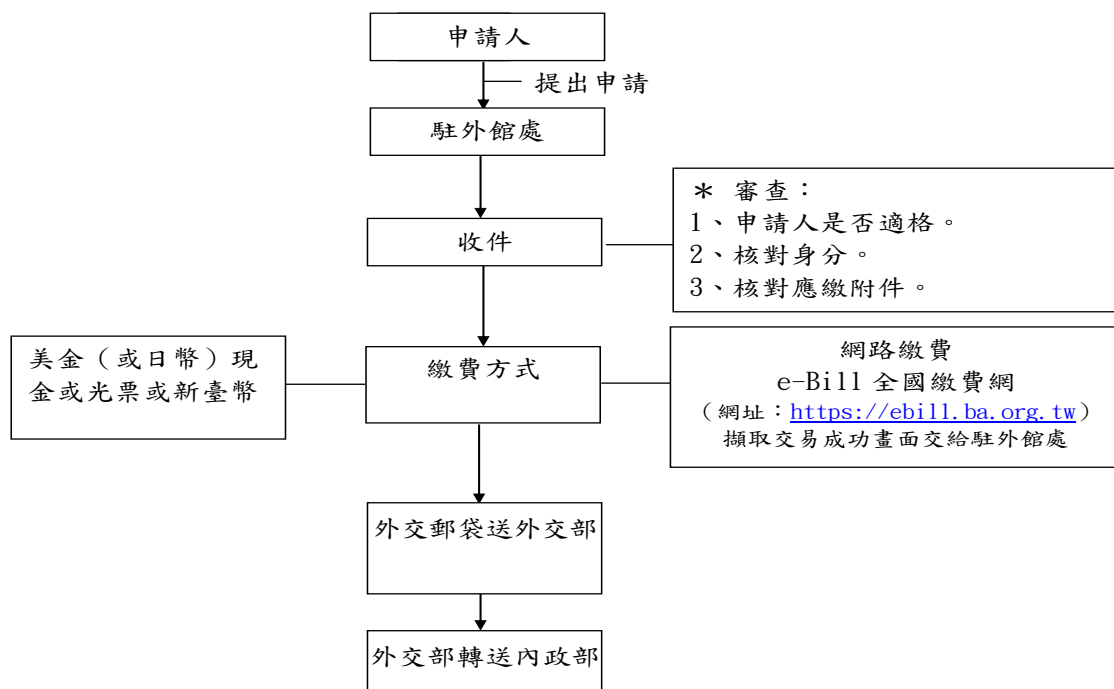 申請人
提出申請
駐外館處
收件
＊ 審查：
1、申請人是否適格。
2、核對身分。
3、核對應繳附件。
美金（或日幣）現
金或光票或新臺幣
繳費方式
網路繳費
e-Bill 全國繳費網
（網址：https://ebill.ba.org.tw）
擷取交易成功畫面交給駐外館處
外交郵袋送外交部
外交部轉送內政部